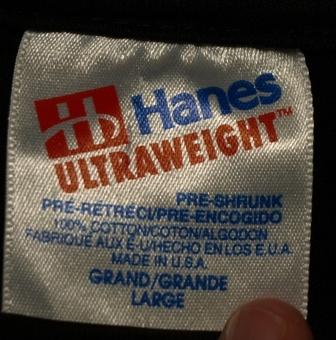 Hanes
ULTRAWEIGHT™
PRE-SHRUNK
PRE-RETRECI/PRE-ENCOGIDO
100% COTTON/COTON/ALGODON
FABRIQUE AUX E-U/HECHO EN LOS E.U.A.
MADE IN U.S.A.
GRAND/GRANDE
LARGE